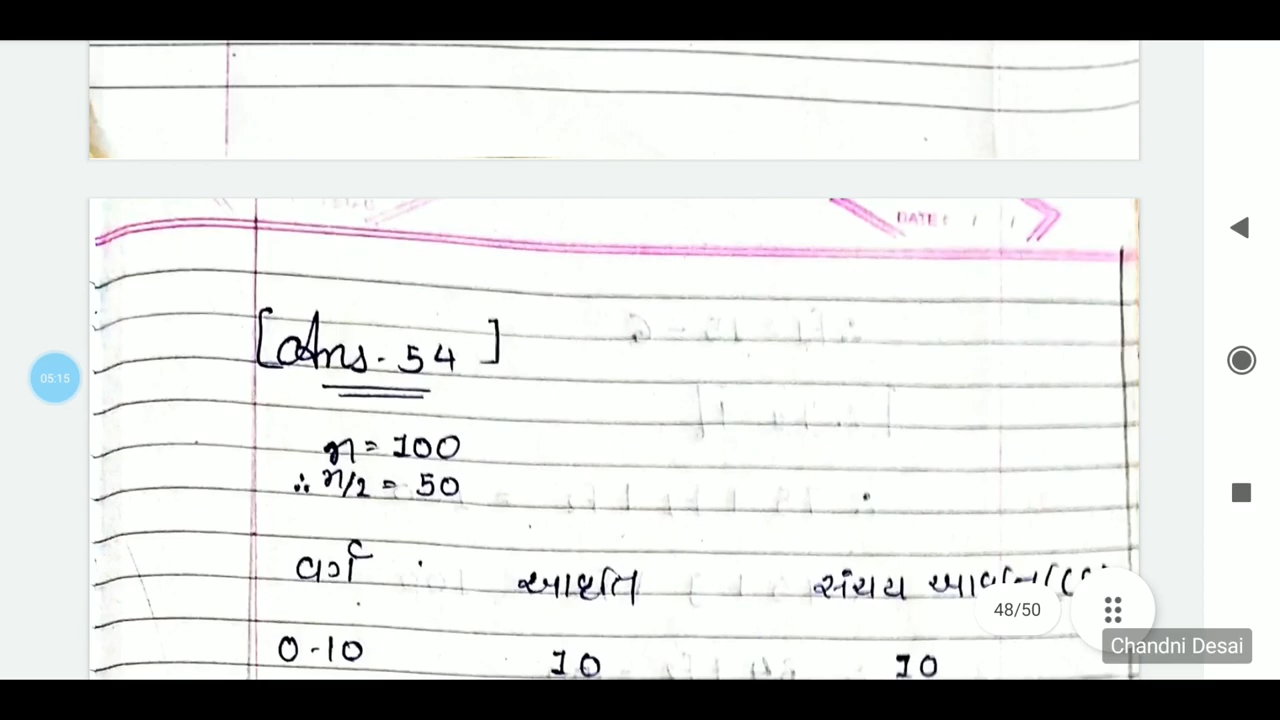 DATE : / /
[Ans. 54]
n = 100
∴ n/2 = 50
વર્ગ આવૃત્તિ સંચય
0-10 10 10
05:15
48/50
Chandni Desai